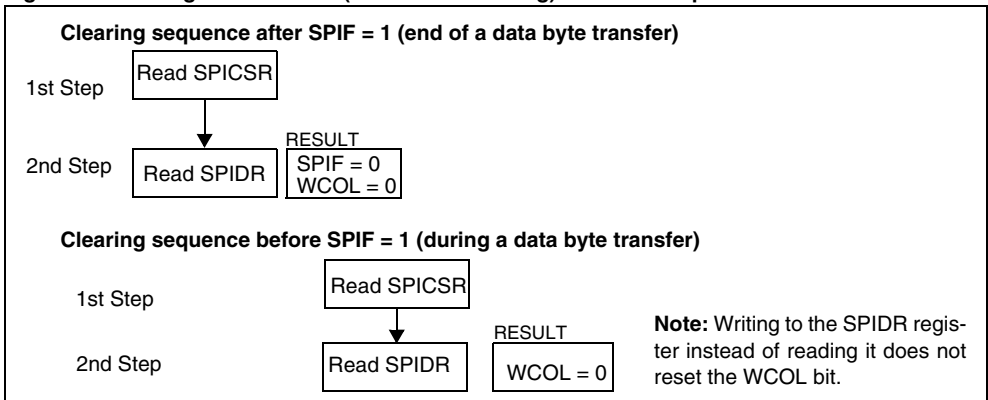 Clearing sequence after SPIF = 1 (end of a data byte transfer)
1st Step
Read SPICSR
RESULT
2nd Step
Read SPIDR
SPIF = 0
WCOL = 0
Clearing sequence before SPIF = 1 (during a data byte transfer)
1st Step
Read SPICSR
RESULT
2nd Step
Read SPIDR
WCOL = 0
Note: Writing to the SPIDR regis-
ter instead of reading it does not
reset the WCOL bit.